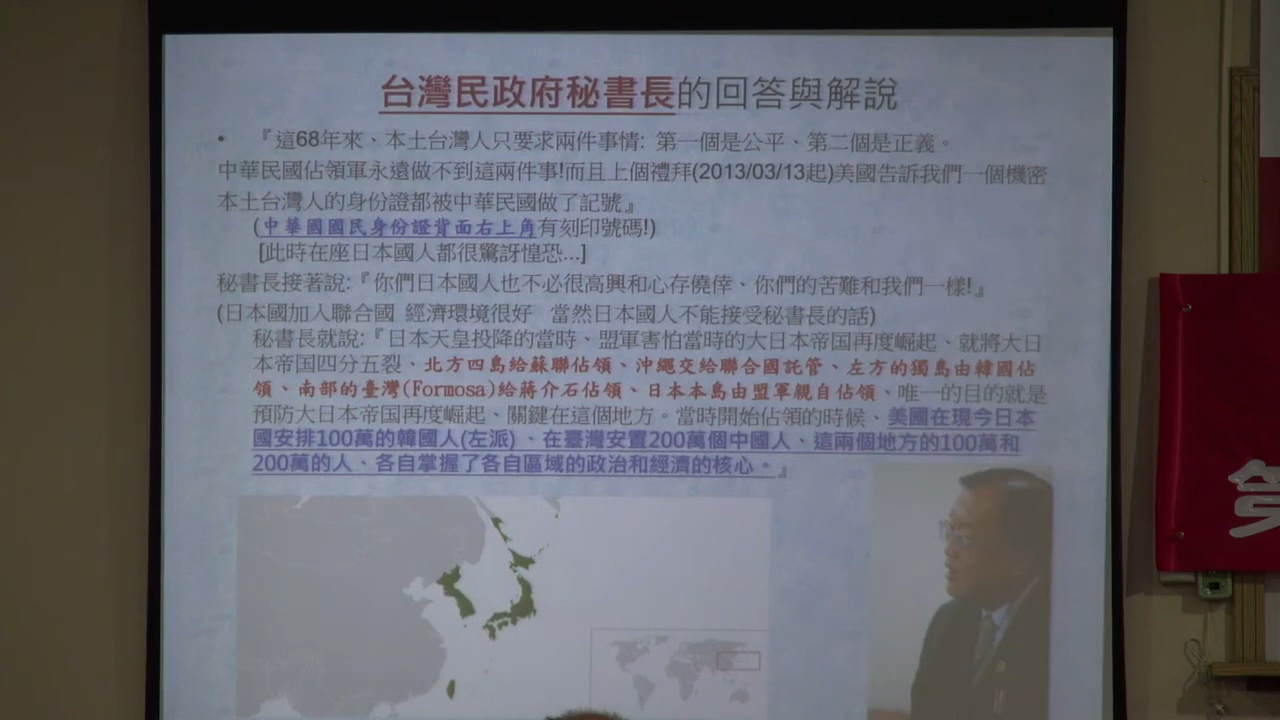 台灣民政府秘書長的回答與解說
• 『這68年來、本土台灣人只要求兩件事情: 第一個是公平、第二個是正義。
中華民國佔領軍永遠做不到這兩件事!而且上個禮拜(2013/03/13起)美國告訴我們一個機密
本土台灣人的身份證都被中華民國做了記號』
(中華國國民身份證背面右上角有刻印號碼!)
[此時在座日本國人都很驚訝惶恐...]
秘書長接著說:『你們日本國人也不必很高興和心存僥倖、你們的苦難和我們一樣!』
(日本國加入聯合國 經濟環境很好 當然日本國人不能接受秘書長的話)
秘書長就說:『日本天皇投降的當時、盟軍害怕當時的大日本帝国再度崛起、就將大日
本帝国四分五裂、北方四島給蘇聯佔領、沖繩交給聯合國託管、左方的獨島由韓國佔
領、南部的臺灣(Formosa)給蔣介石佔領、日本本島由盟軍親自佔領、唯一的目的就是
預防大日本帝国再度崛起、關鍵在這個地方。當時開始佔領的時候、美國在現今日本
國安排100萬的韓國人(左派) 、在臺灣安置200萬個中國人、這兩個地方的100萬和
200萬的人、各自掌握了各自區域的政治和經濟的核心。』